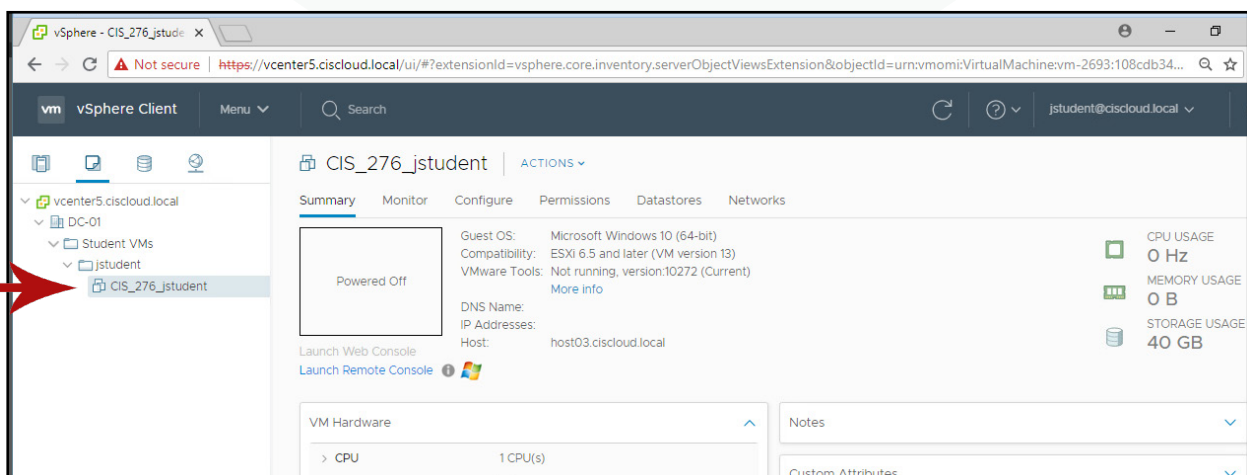 vSphere - CIS_276_jstude
Not secure | https://vcenter5.ciscloud.local/ui/#?extensionId=vsphere.core.inventory.serverObjectViewsExtension&objectId=urn:vmomi:VirtualMachine:vm-2693:108cdb34...
vm vSphere Client Menu Search jstudent@ciscloud.local
CIS_276_jstudent ACTIONS
vcenter5.ciscloud.local
DC-01
Student VMs
jstudent
CIS_276_jstudent
Summary Monitor Configure Permissions Datastores Networks
Powered Off
Guest OS: Microsoft Windows 10 (64-bit)
Compatibility: ESXi 6.5 and later (VM version 13)
VMware Tools: Not running, version:10272 (Current)
More info
DNS Name:
IP Addresses:
Host: host03.ciscloud.local
Launch Web Console
Launch Remote Console
CPU USAGE
0 Hz
MEMORY USAGE
0 B
STORAGE USAGE
40 GB
VM Hardware
CPU 1 CPU(s)
Notes
Custom Attributes